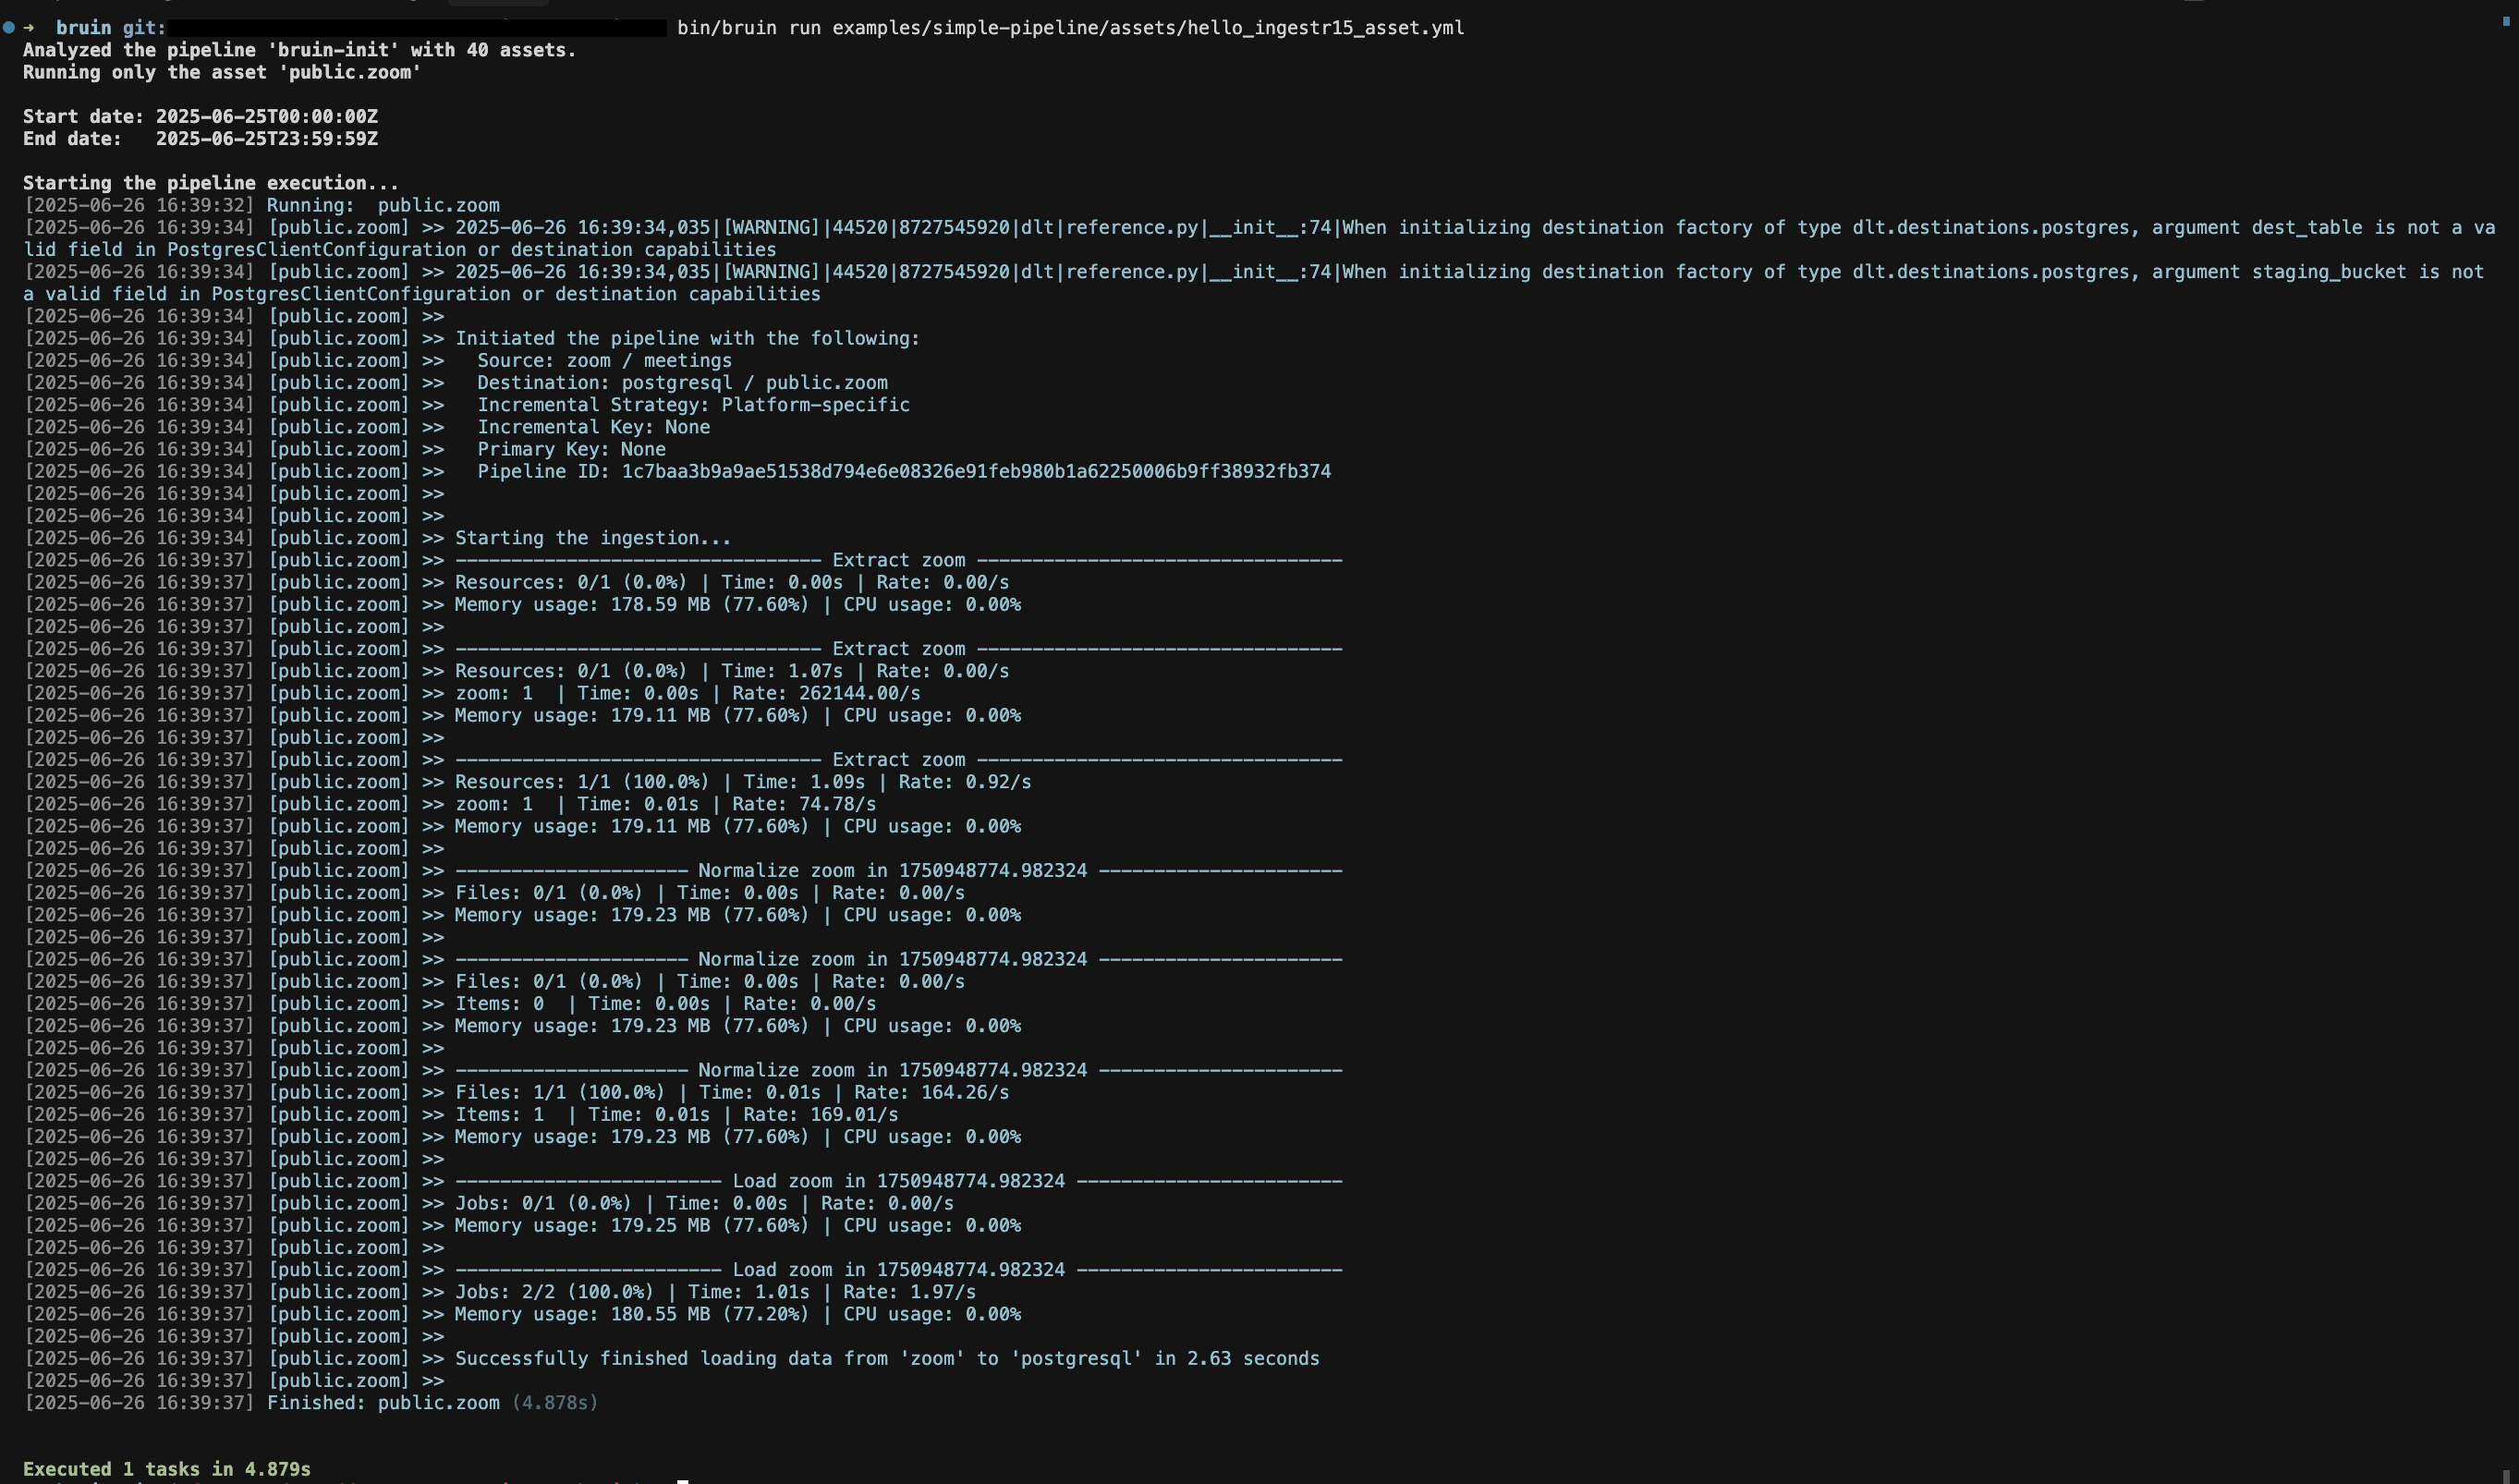 ➜  bruin git: bin/bruin run examples/simple-pipeline/assets/hello_ingestr15_asset.yml
Analyzed the pipeline 'bruin-init' with 40 assets.
Running only the asset 'public.zoom'
Start date: 2025-06-25T00:00:00Z
End date:   2025-06-25T23:59:59Z
Starting the pipeline execution...
[2025-06-26 16:39:32] Running:  public.zoom
[2025-06-26 16:39:34] [public.zoom] >> 2025-06-26 16:39:34,035|[WARNING]|44520|8727545920|dlt|reference.py|__init__:74|When initializing destination factory of type dlt.destinations.postgres, argument dest_table is not a va
lid field in PostgresClientConfiguration or destination capabilities
[2025-06-26 16:39:34] [public.zoom] >> 2025-06-26 16:39:34,035|[WARNING]|44520|8727545920|dlt|reference.py|__init__:74|When initializing destination factory of type dlt.destinations.postgres, argument staging_bucket is not
a valid field in PostgresClientConfiguration or destination capabilities
[2025-06-26 16:39:34] [public.zoom] >>
[2025-06-26 16:39:34] [public.zoom] >> Initiated the pipeline with the following:
[2025-06-26 16:39:34] [public.zoom] >>   Source: zoom / meetings
[2025-06-26 16:39:34] [public.zoom] >>   Destination: postgresql / public.zoom
[2025-06-26 16:39:34] [public.zoom] >>   Incremental Strategy: Platform-specific
[2025-06-26 16:39:34] [public.zoom] >>   Incremental Key: None
[2025-06-26 16:39:34] [public.zoom] >>   Primary Key: None
[2025-06-26 16:39:34] [public.zoom] >>   Pipeline ID: 1c7baa3b9a9ae51538d794e6e08326e91feb980b1a62250006b9ff38932fb374
[2025-06-26 16:39:34] [public.zoom] >>
[2025-06-26 16:39:34] [public.zoom] >>
[2025-06-26 16:39:34] [public.zoom] >> Starting the ingestion...
[2025-06-26 16:39:37] [public.zoom] >> --------------------------------- Extract zoom ---------------------------------
[2025-06-26 16:39:37] [public.zoom] >> Resources: 0/1 (0.0%) | Time: 0.00s | Rate: 0.00/s
[2025-06-26 16:39:37] [public.zoom] >> Memory usage: 178.59 MB (77.60%) | CPU usage: 0.00%
[2025-06-26 16:39:37] [public.zoom] >>
[2025-06-26 16:39:37] [public.zoom] >> --------------------------------- Extract zoom ---------------------------------
[2025-06-26 16:39:37] [public.zoom] >> Resources: 0/1 (0.0%) | Time: 1.07s | Rate: 0.00/s
[2025-06-26 16:39:37] [public.zoom] >> zoom: 1  | Time: 0.00s | Rate: 262144.00/s
[2025-06-26 16:39:37] [public.zoom] >> Memory usage: 179.11 MB (77.60%) | CPU usage: 0.00%
[2025-06-26 16:39:37] [public.zoom] >>
[2025-06-26 16:39:37] [public.zoom] >> --------------------------------- Extract zoom ---------------------------------
[2025-06-26 16:39:37] [public.zoom] >> Resources: 1/1 (100.0%) | Time: 1.09s | Rate: 0.92/s
[2025-06-26 16:39:37] [public.zoom] >> zoom: 1  | Time: 0.01s | Rate: 74.78/s
[2025-06-26 16:39:37] [public.zoom] >> Memory usage: 179.11 MB (77.60%) | CPU usage: 0.00%
[2025-06-26 16:39:37] [public.zoom] >>
[2025-06-26 16:39:37] [public.zoom] >> --------------------- Normalize zoom in 1750948774.982324 ----------------------
[2025-06-26 16:39:37] [public.zoom] >> Files: 0/1 (0.0%) | Time: 0.00s | Rate: 0.00/s
[2025-06-26 16:39:37] [public.zoom] >> Memory usage: 179.23 MB (77.60%) | CPU usage: 0.00%
[2025-06-26 16:39:37] [public.zoom] >>
[2025-06-26 16:39:37] [public.zoom] >> --------------------- Normalize zoom in 1750948774.982324 ----------------------
[2025-06-26 16:39:37] [public.zoom] >> Files: 0/1 (0.0%) | Time: 0.00s | Rate: 0.00/s
[2025-06-26 16:39:37] [public.zoom] >> Items: 0  | Time: 0.00s | Rate: 0.00/s
[2025-06-26 16:39:37] [public.zoom] >> Memory usage: 179.23 MB (77.60%) | CPU usage: 0.00%
[2025-06-26 16:39:37] [public.zoom] >>
[2025-06-26 16:39:37] [public.zoom] >> --------------------- Normalize zoom in 1750948774.982324 ----------------------
[2025-06-26 16:39:37] [public.zoom] >> Files: 1/1 (100.0%) | Time: 0.01s | Rate: 164.26/s
[2025-06-26 16:39:37] [public.zoom] >> Items: 1  | Time: 0.01s | Rate: 169.01/s
[2025-06-26 16:39:37] [public.zoom] >> Memory usage: 179.23 MB (77.60%) | CPU usage: 0.00%
[2025-06-26 16:39:37] [public.zoom] >>
[2025-06-26 16:39:37] [public.zoom] >> ------------------------ Load zoom in 1750948774.982324 ------------------------
[2025-06-26 16:39:37] [public.zoom] >> Jobs: 0/1 (0.0%) | Time: 0.00s | Rate: 0.00/s
[2025-06-26 16:39:37] [public.zoom] >> Memory usage: 179.25 MB (77.60%) | CPU usage: 0.00%
[2025-06-26 16:39:37] [public.zoom] >>
[2025-06-26 16:39:37] [public.zoom] >> ------------------------ Load zoom in 1750948774.982324 ------------------------
[2025-06-26 16:39:37] [public.zoom] >> Jobs: 2/2 (100.0%) | Time: 1.01s | Rate: 1.97/s
[2025-06-26 16:39:37] [public.zoom] >> Memory usage: 180.55 MB (77.20%) | CPU usage: 0.00%
[2025-06-26 16:39:37] [public.zoom] >>
[2025-06-26 16:39:37] [public.zoom] >> Successfully finished loading data from 'zoom' to 'postgresql' in 2.63 seconds
[2025-06-26 16:39:37] [public.zoom] >>
[2025-06-26 16:39:37] Finished: public.zoom (4.878s)
Executed 1 tasks in 4.879s